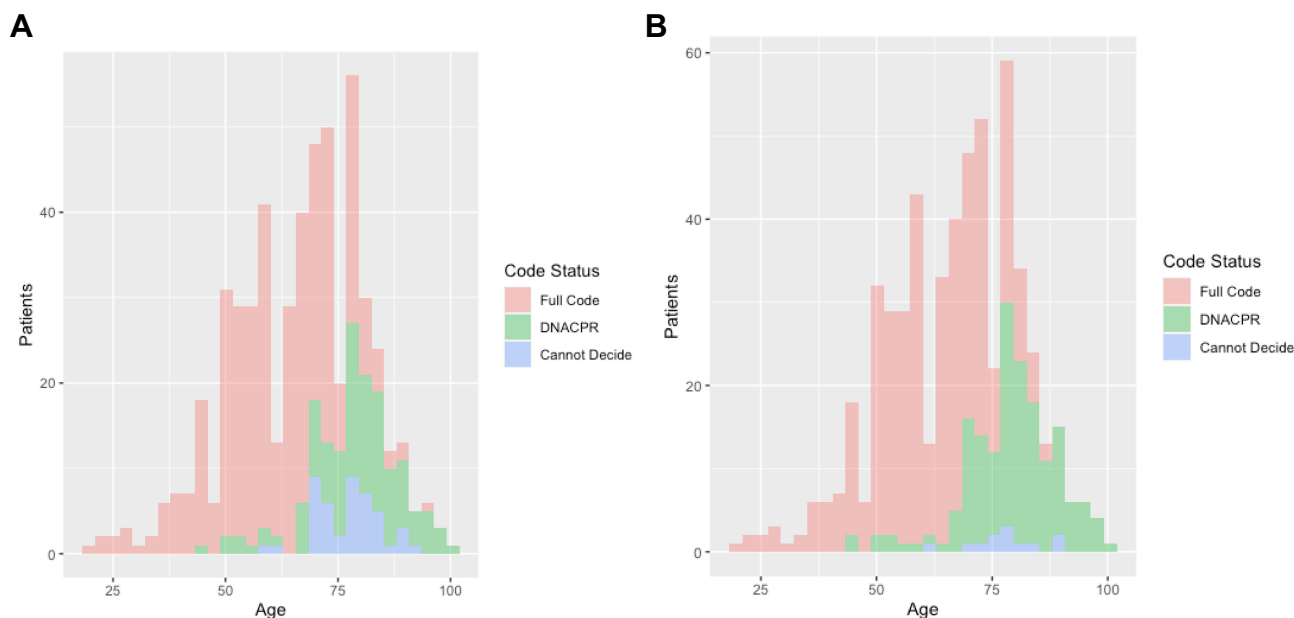 A
Patients
40
20
0
25
50
75
100
Age
Code Status
Full Code
DNACPR
Cannot Decide
B
Patients
60
40
20
0
25
50
75
100
Age
Code Status
Full Code
DNACPR
Cannot Decide